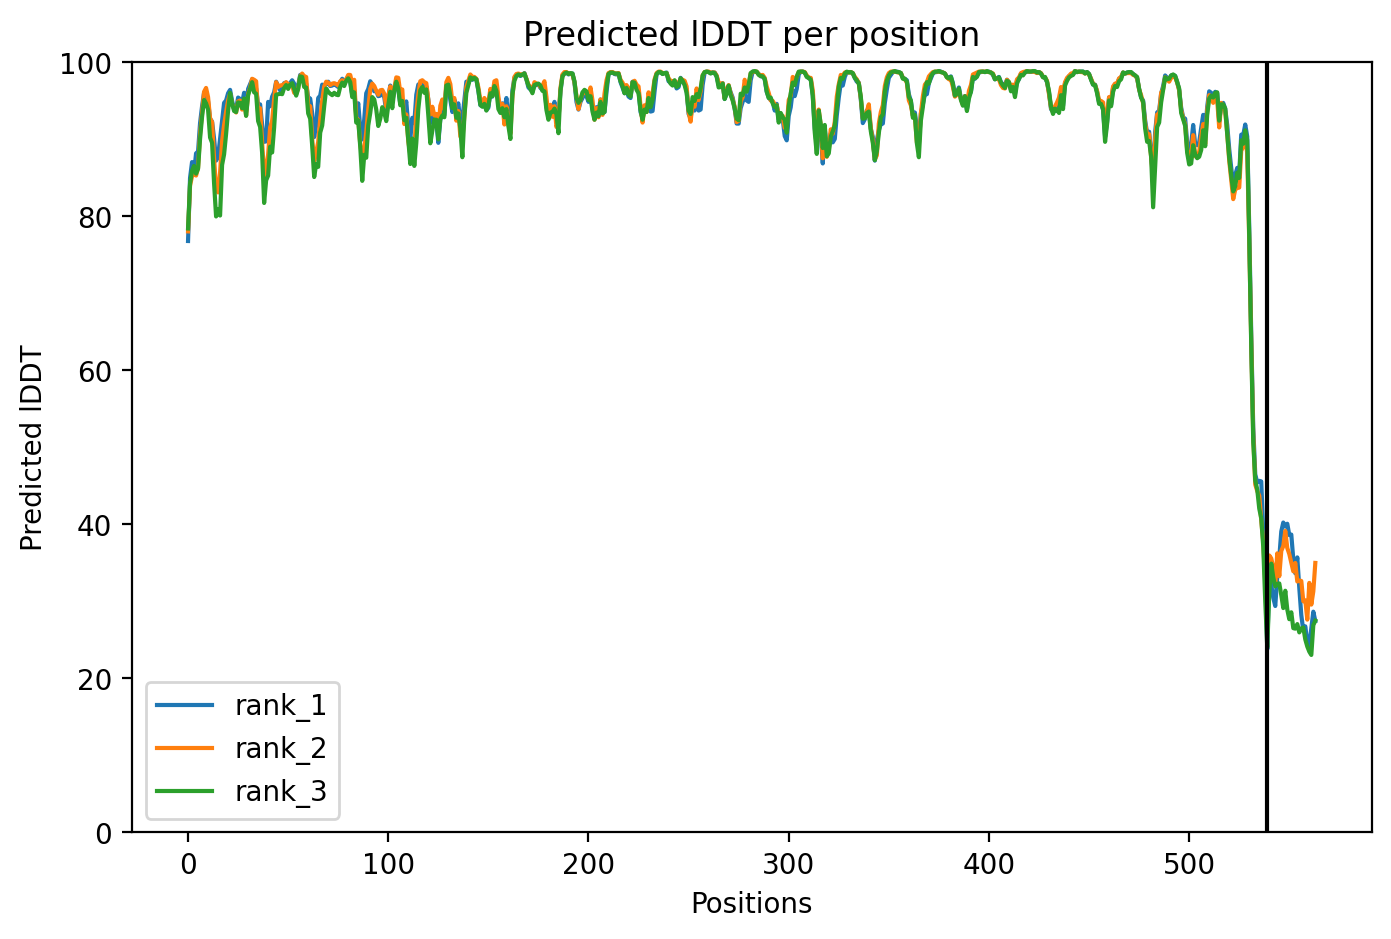 Predicted lDDT per position
Predicted lDDT
100
80
60
40
20
0
rank_1
rank_2
rank_3
0 100 200 300 400 500
Positions